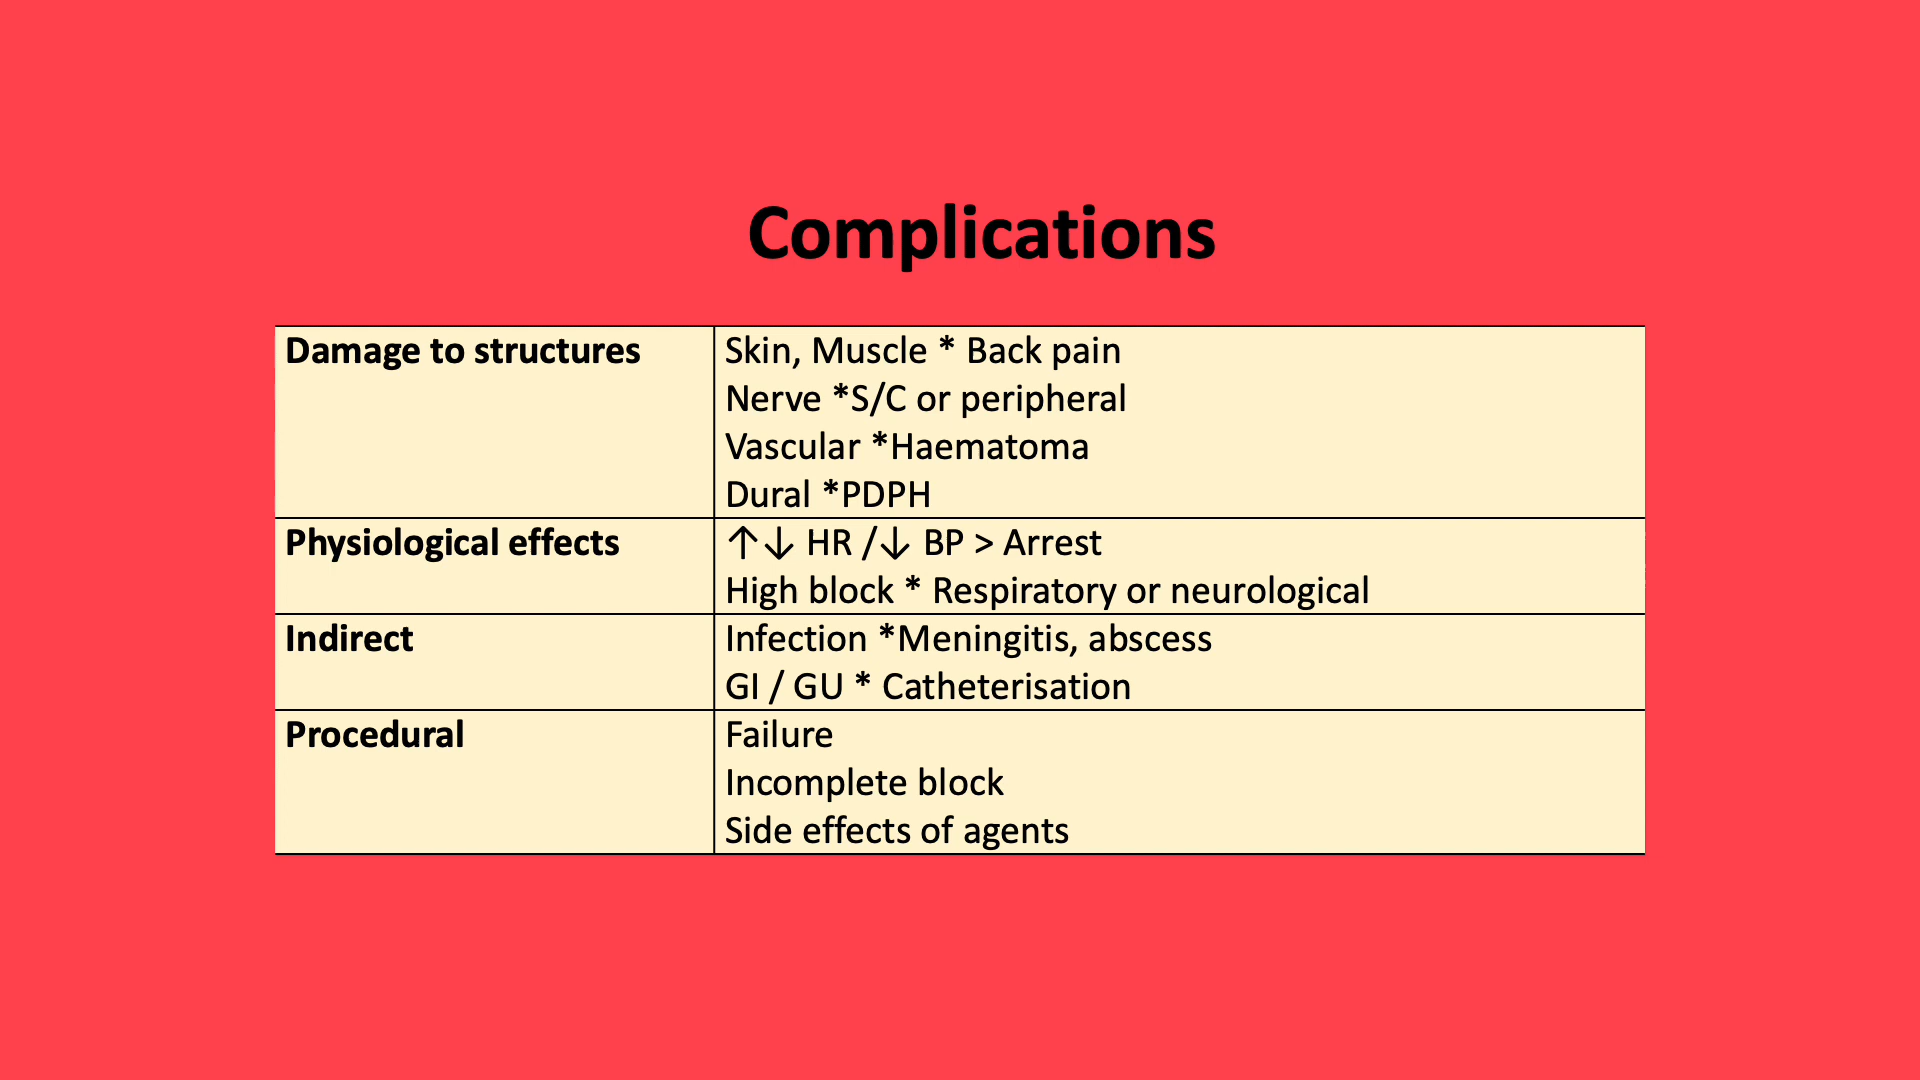 Complications
Damage to structures
Skin, Muscle * Back pain
Nerve *S/C or peripheral
Vascular *Haematoma
Dural *PDPH
Physiological effects
↑↓ HR /↓ BP > Arrest
High block * Respiratory or neurological
Indirect
Infection *Meningitis, abscess
GI / GU * Catheterisation
Procedural
Failure
Incomplete block
Side effects of agents